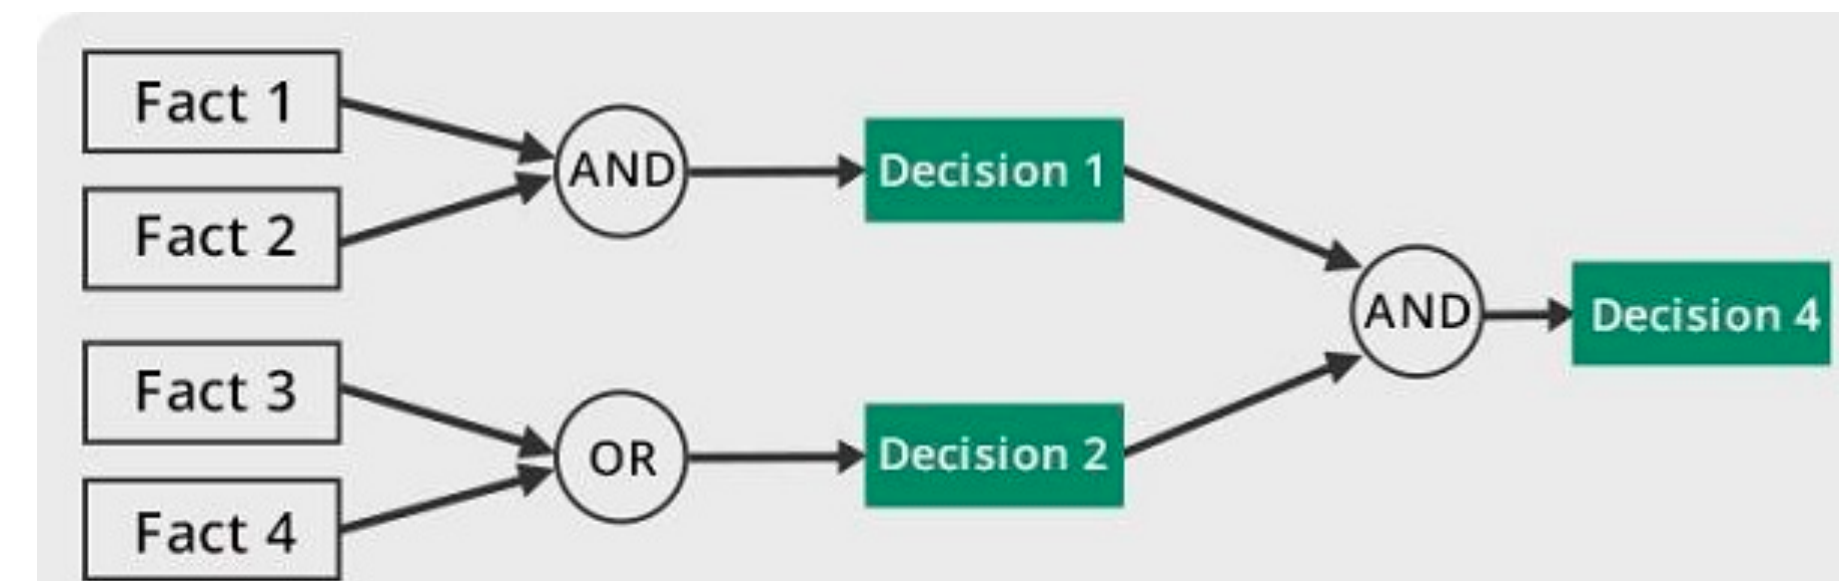 Fact 1
Fact 2
AND
Decision 1
Fact 3
Fact 4
OR
Decision 2
AND
Decision 4